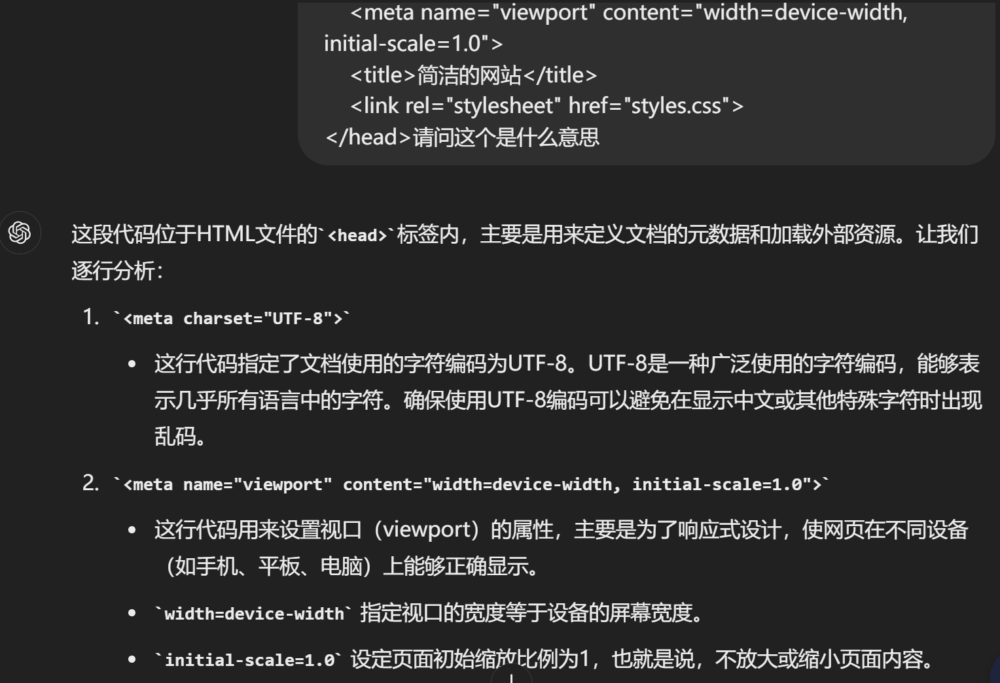 <meta name="viewport" content="width=device-width,
initial-scale=1.0">
<title>简洁的网站</title>
<link rel="stylesheet" href="styles.css">
</head>请问这个是什么意思
这段代码位于HTML文件的`<head>`标签内，主要是用来定义文档的元数据和加载外部资源。让我们
逐行分析：
1. `<meta charset="UTF-8">`
• 这行代码指定了文档使用的字符编码为UTF-8。UTF-8是一种广泛使用的字符编码，能够表
示几乎所有语言中的字符。确保使用UTF-8编码可以避免在显示中文或其他特殊字符时出现
乱码。
2. `<meta name="viewport" content="width=device-width, initial-scale=1.0">`
• 这行代码用来设置视口（viewport）的属性，主要是为了响应式设计，使网页在不同设备
（如手机、平板、电脑）上能够正确显示。
• `width=device-width` 指定视口的宽度等于设备的屏幕宽度。
• `initial-scale=1.0` 设定页面初始缩放比例为1，也就是说，不放大或缩小页面内容。